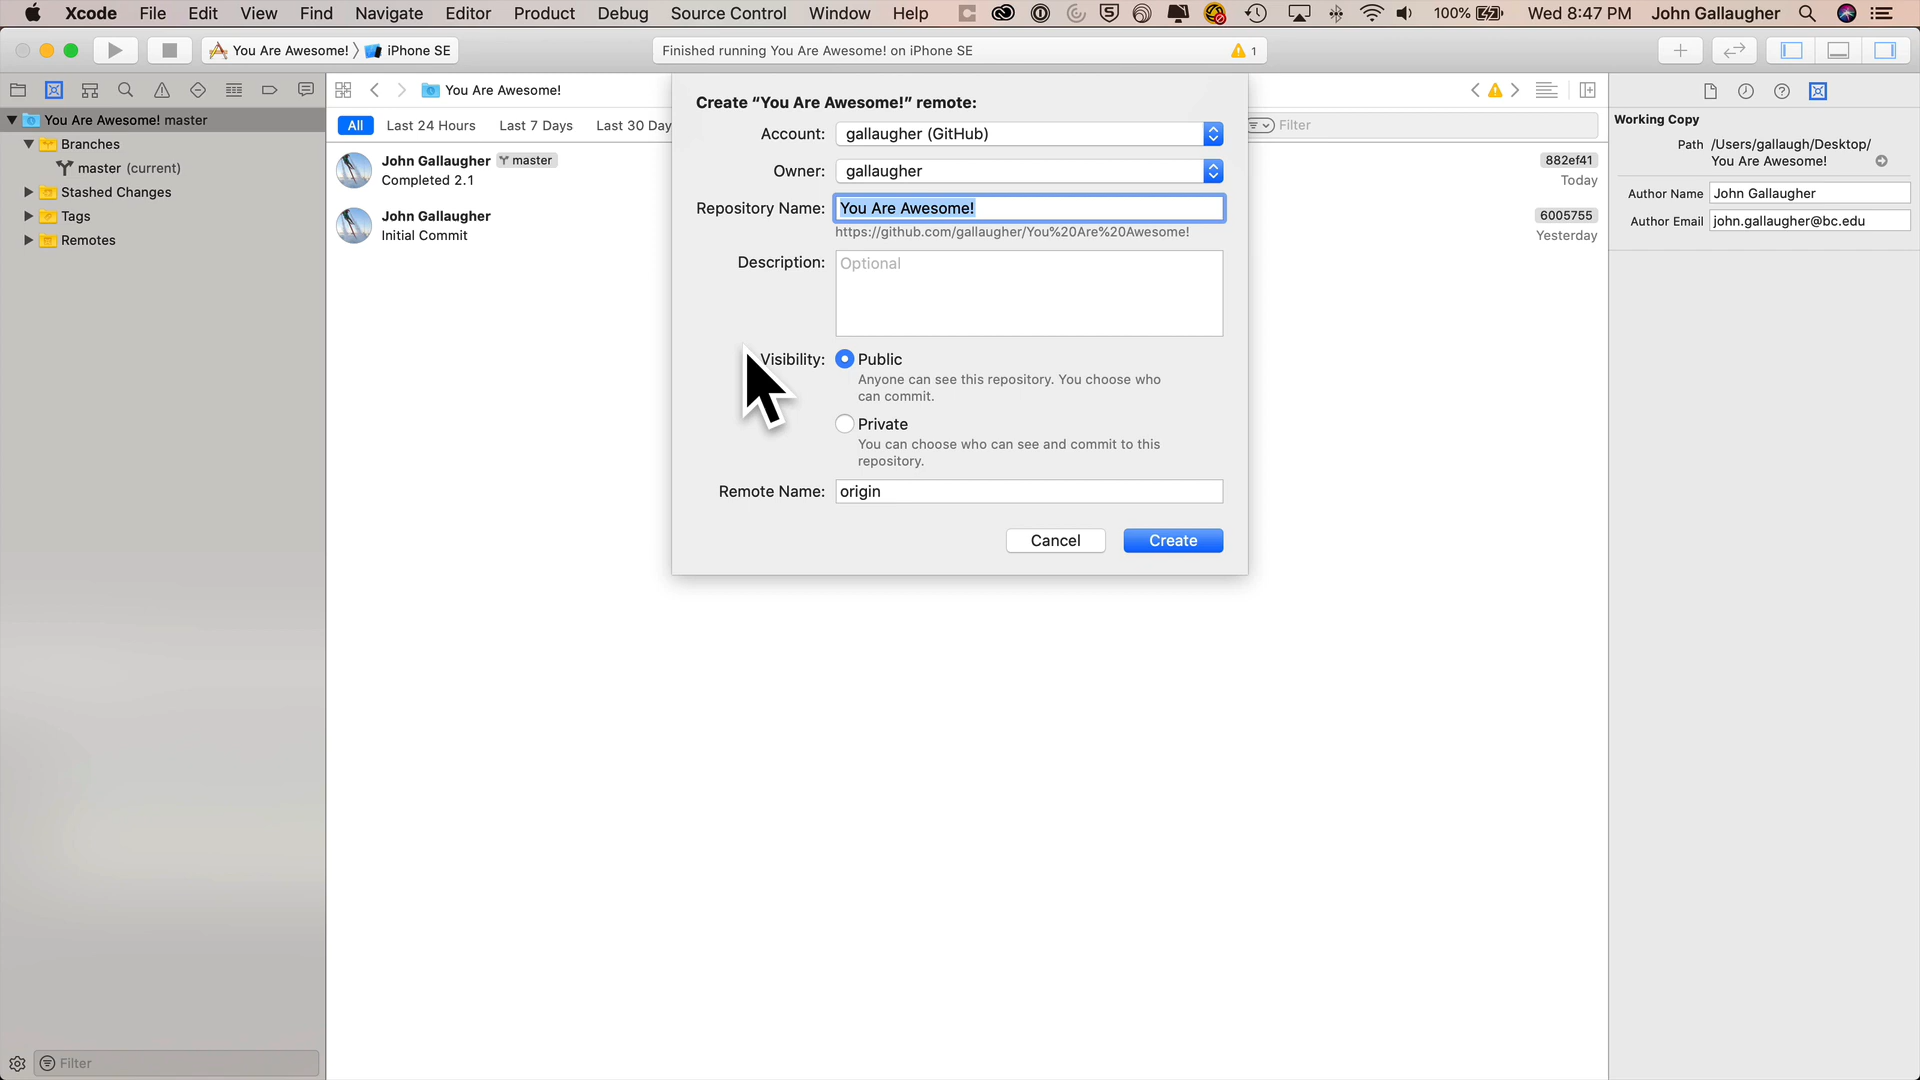 Xcode File Edit View Find Navigate Editor Product Debug Source Control Window Help 100% Wed 8:47 PM John Gallaugher
You Are Awesome! iPhone SE
Finished running You Are Awesome! on iPhone SE 1
You Are Awesome!
You Are Awesome! master
Branches
master (current)
Stashed Changes
Tags
Remotes
Filter
All Last 24 Hours Last 7 Days Last 30 Day
Filter
John Gallaugher master
Completed 2.1
882ef41
Today
John Gallaugher
Initial Commit
6005755
Yesterday
Create “You Are Awesome!” remote:
Account: gallaugher (GitHub)
Owner: gallaugher
Repository Name: You Are Awesome!
https://github.com/gallaugher/You%20Are%20Awesome!
Description: Optional
Visibility: Public
Anyone can see this repository. You choose who
can commit.
Private
You can choose who can see and commit to this
repository.
Remote Name: origin
Cancel Create
Working Copy
Path /Users/gallaugh/Desktop/
You Are Awesome!
Author Name John Gallaugher
Author Email john.gallaugher@bc.edu